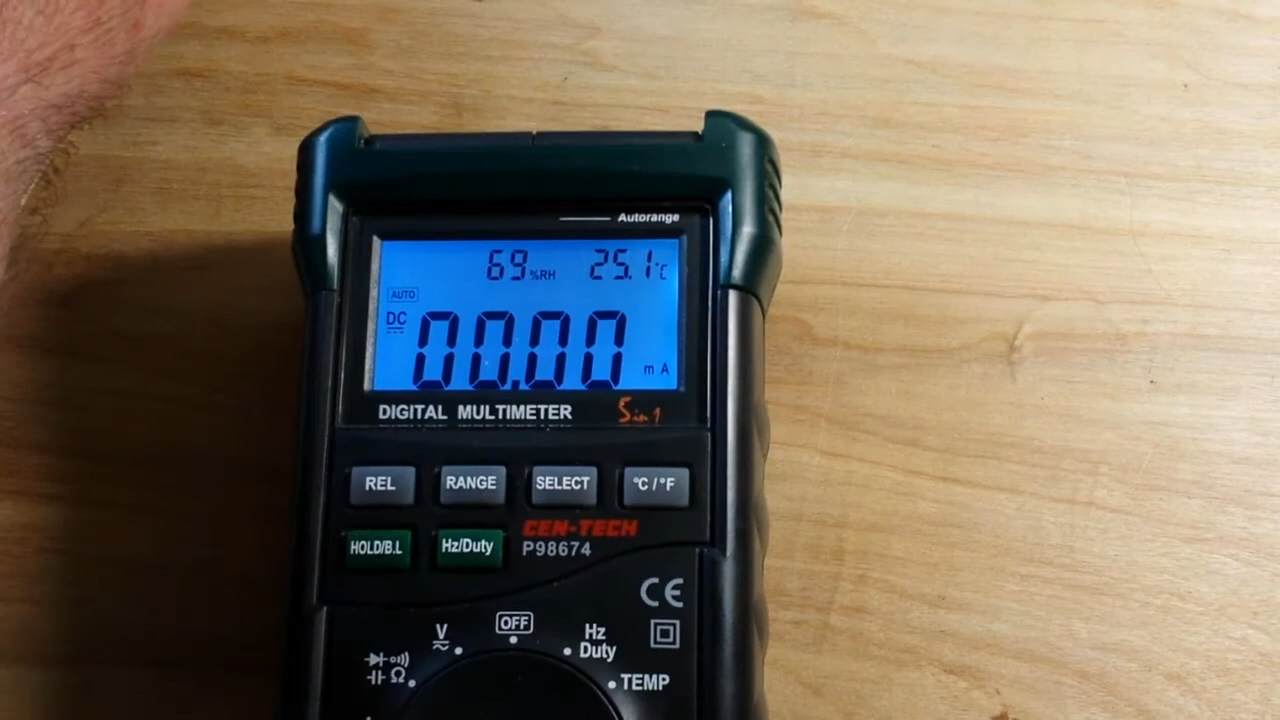 Autorange
69 %RH 25.1 °C
AUTO
DC
00.00 mA
DIGITAL MULTIMETER 5 in 1
REL RANGE SELECT °C / °F
HOLD/B.L Hz/Duty CEN-TECH
P98674
CE
OFF
V Hz
Duty
Ω TEMP